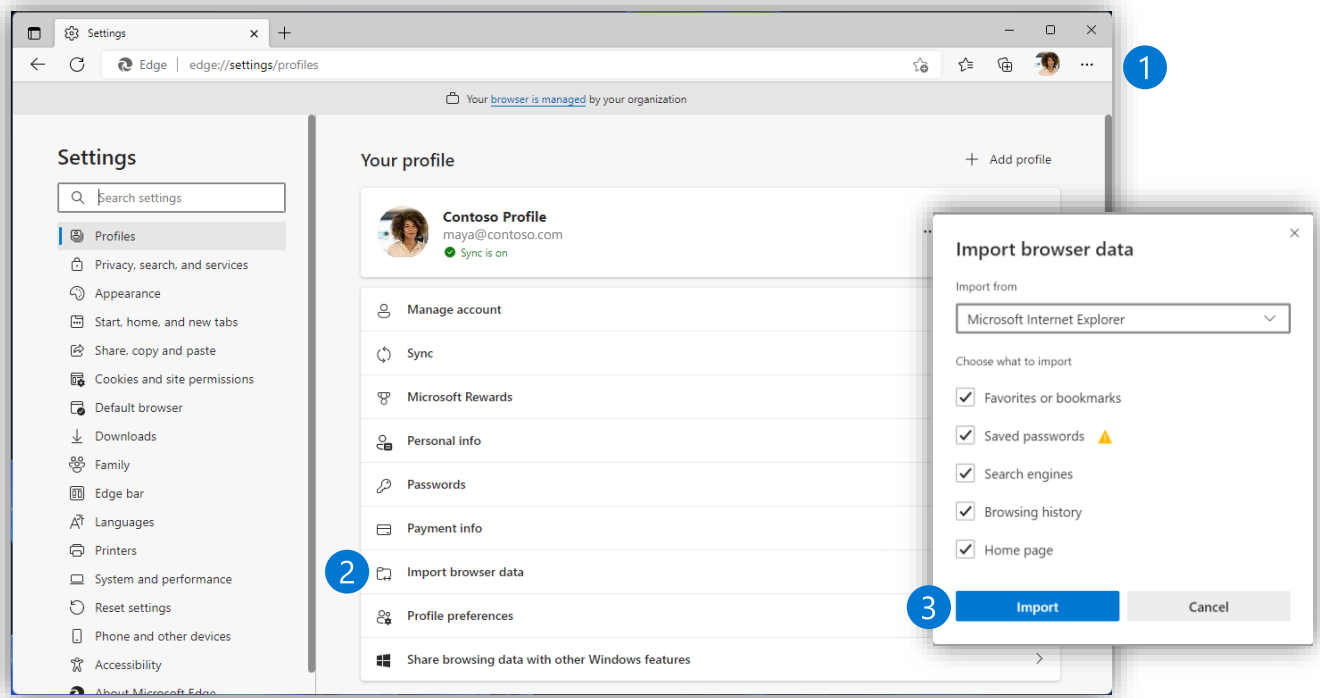 Settings
Edge
edge://settings/profiles
1
Your browser is managed by your organization
Settings
Search settings
Profiles
Privacy, search, and services
Appearance
Start, home, and new tabs
Share, copy and paste
Cookies and site permissions
Default browser
Downloads
Family
Edge bar
Languages
Printers
System and performance
Reset settings
Phone and other devices
Accessibility
About Microsoft Edge
Your profile
Add profile
Contoso Profile
maya@contoso.com
Sync is on
Manage account
Sync
Microsoft Rewards
Personal info
Passwords
Payment info
2
Import browser data
Profile preferences
Share browsing data with other Windows features
Import browser data
Import from
Microsoft Internet Explorer
Choose what to import
Favorites or bookmarks
Saved passwords
Search engines
Browsing history
Home page
3
Import
Cancel